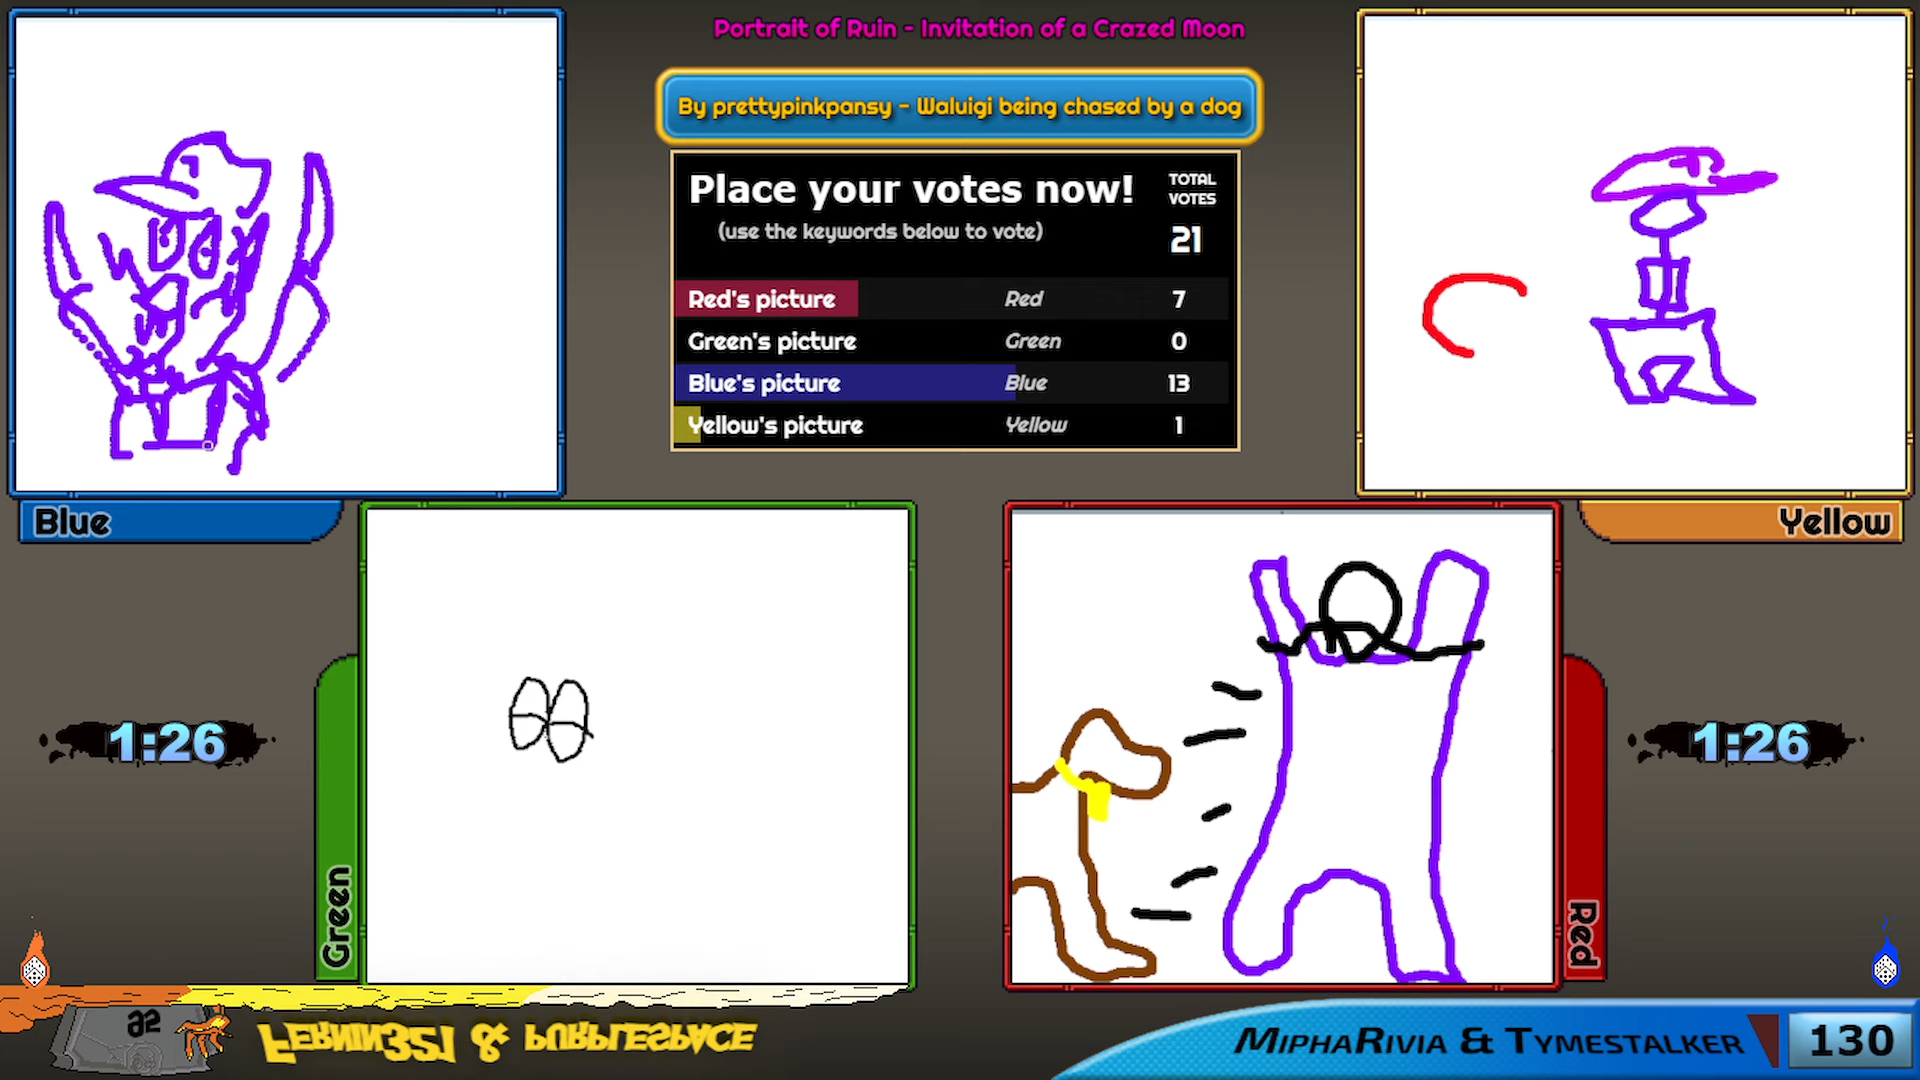 Portrait of Ruin - Invitation of a Crazed Moon
By prettypinkpansy - Waluigi being chased by a dog
Place your votes now!
(use the keywords below to vote)
TOTAL
VOTES
21
Red's picture Red 7
Green's picture Green 0
Blue's picture Blue 13
Yellow's picture Yellow 1
Blue
Yellow
Green
Red
1:26
1:26
MiphaRivia & Tymestalker
130